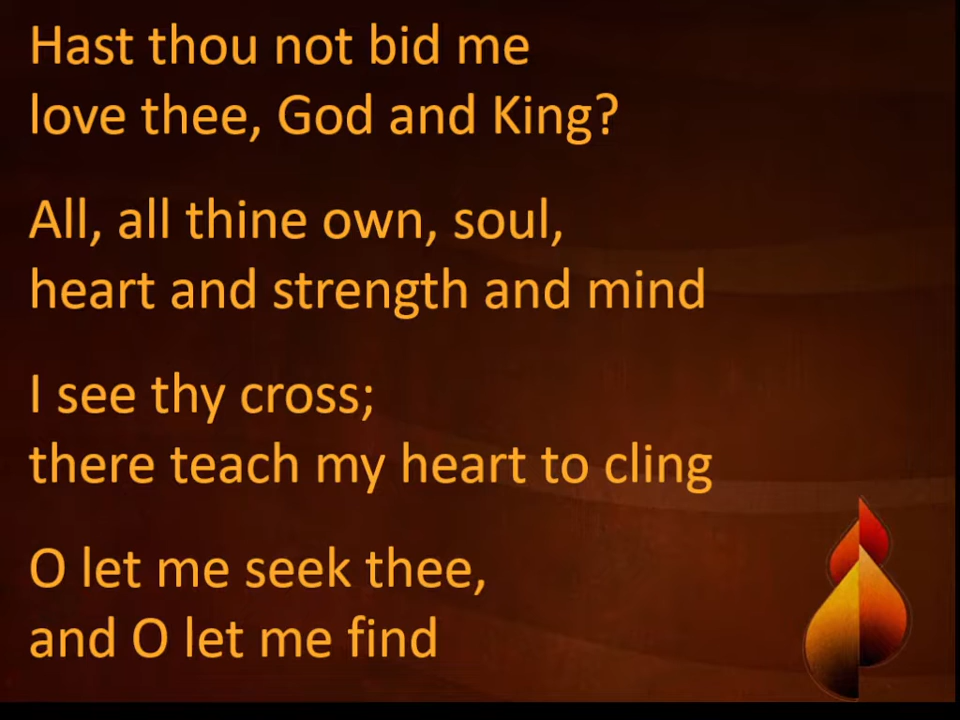 Hast thou not bid me
love thee, God and King?
All, all thine own, soul,
heart and strength and mind
I see thy cross;
there teach my heart to cling
O let me seek thee,
and O let me find